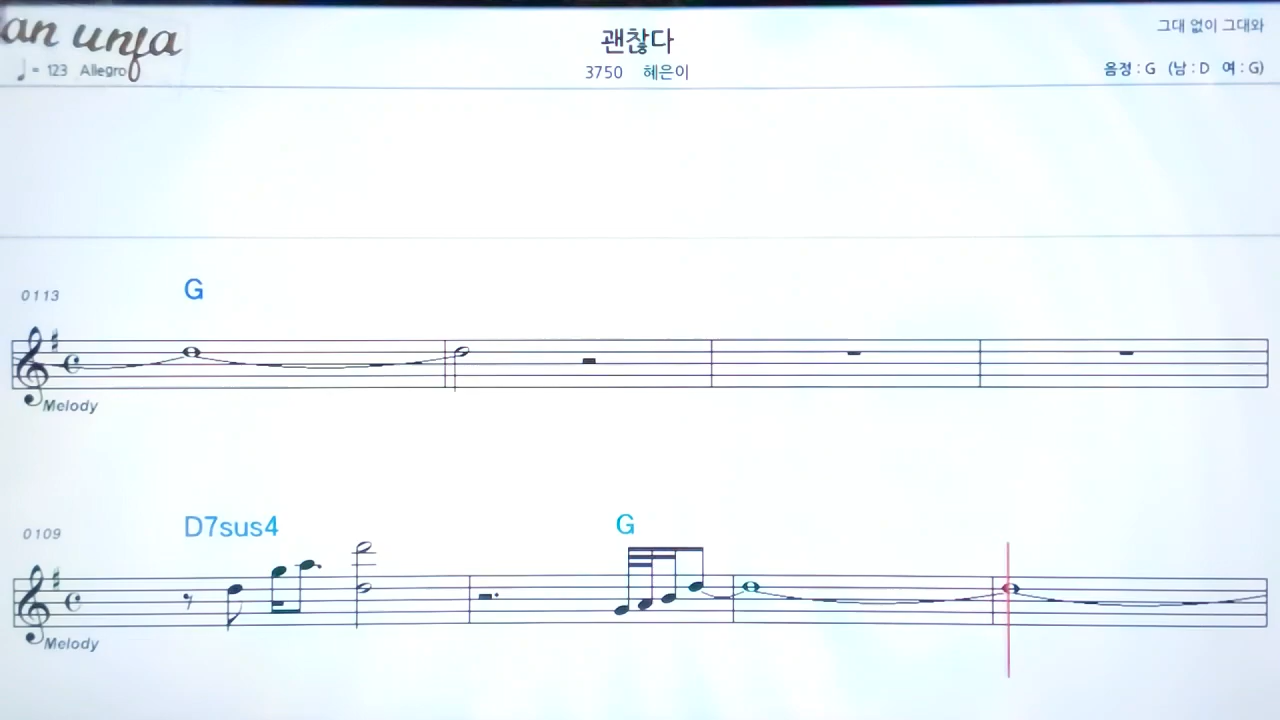 an unfa
괜찮다
그대 없이 그대와
♩= 123 Allegro
3750 혜은이
음정 : G (남 : D 여 : G)
0113 G
Melody
0109 D7sus4 G
Melody